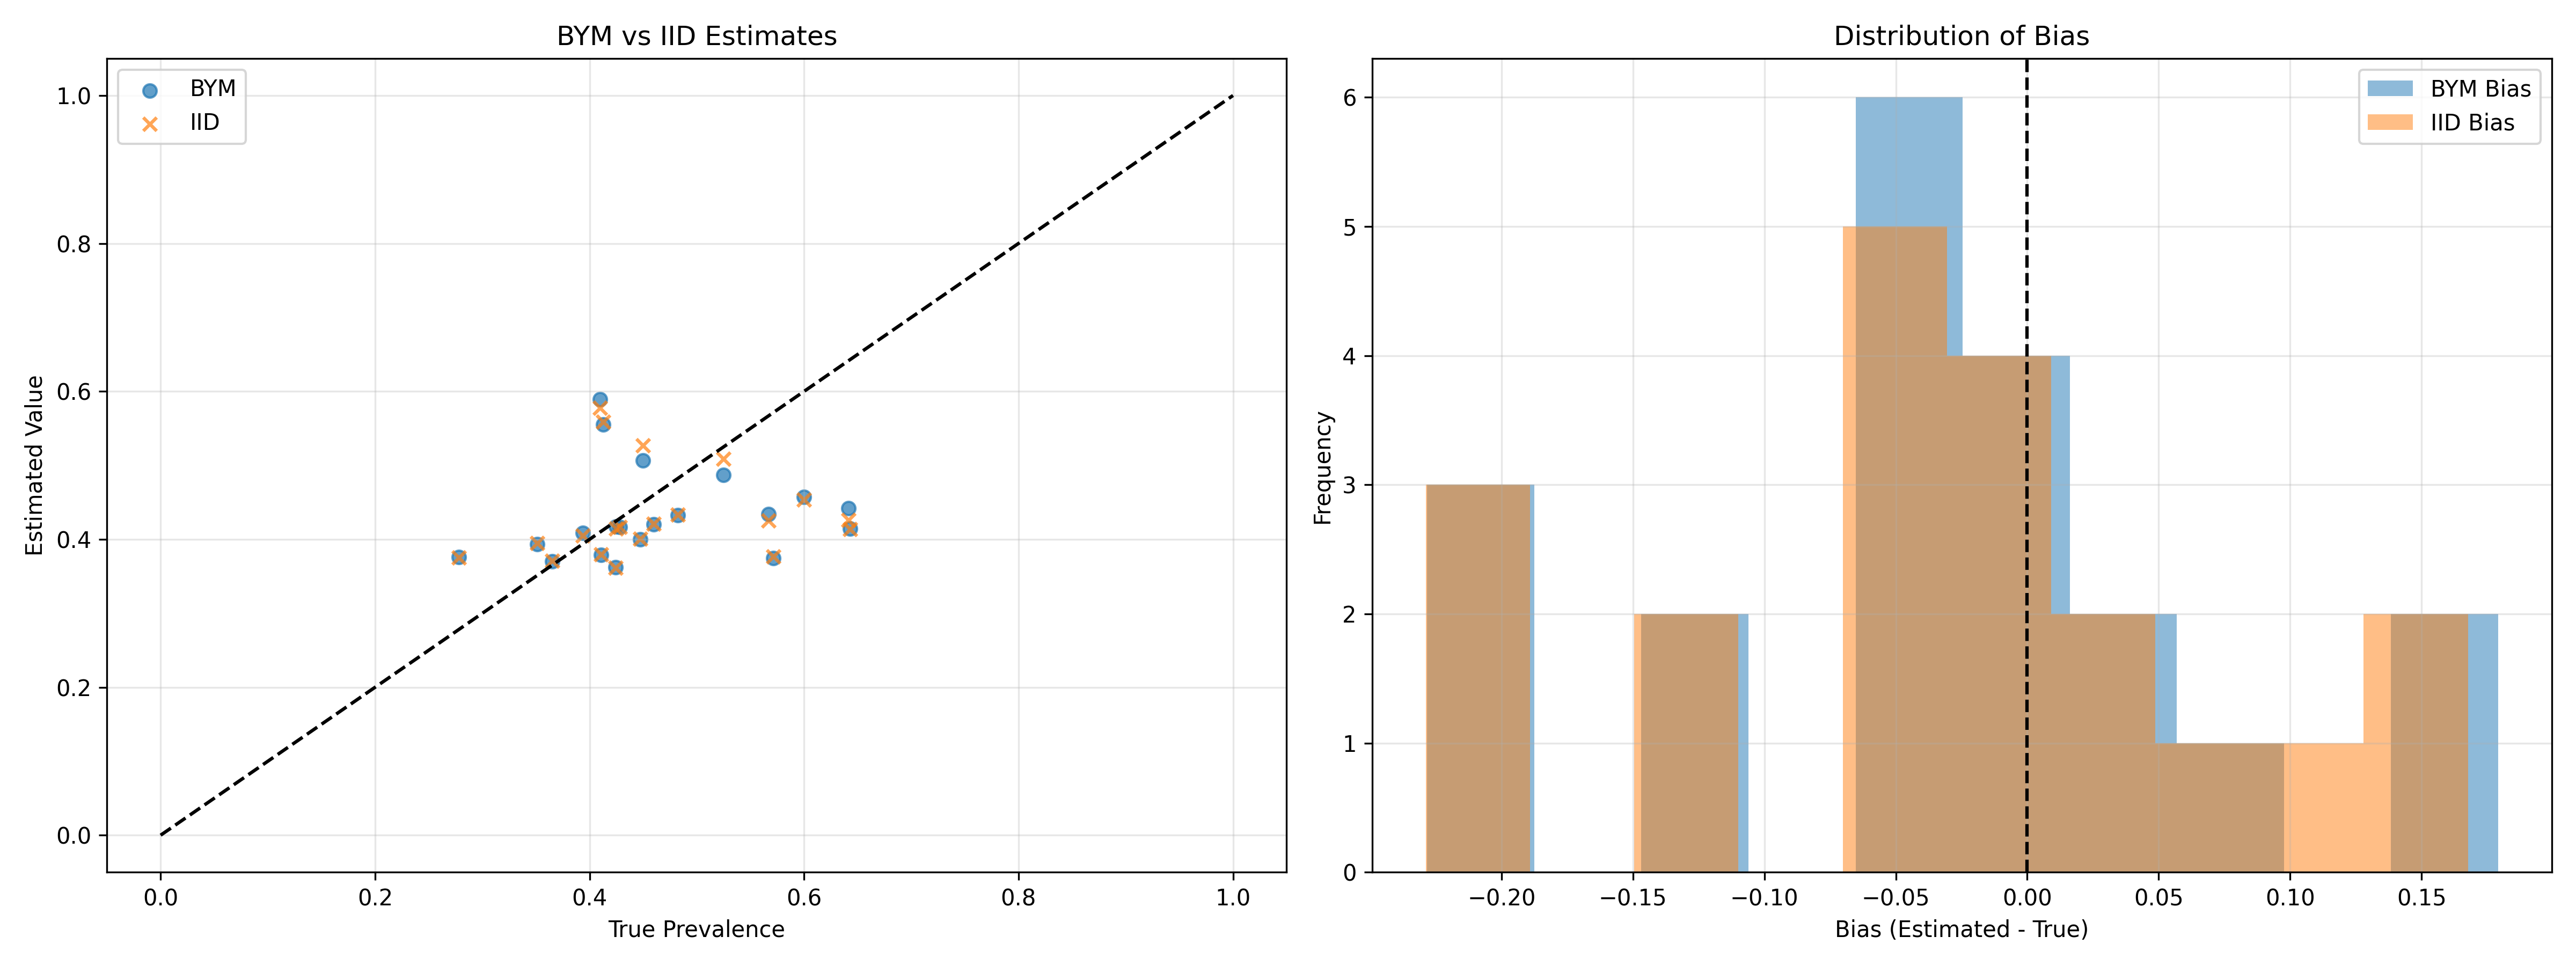 BYM vs IID Estimates
BYM
IID
1.0
0.8
0.6
0.4
0.2
0.0
Estimated Value
0.0 0.2 0.4 0.6 0.8 1.0
True Prevalence
Distribution of Bias
BYM Bias
IID Bias
6
5
4
3
2
1
0
Frequency
−0.20 −0.15 −0.10 −0.05 0.00 0.05 0.10 0.15
Bias (Estimated - True)